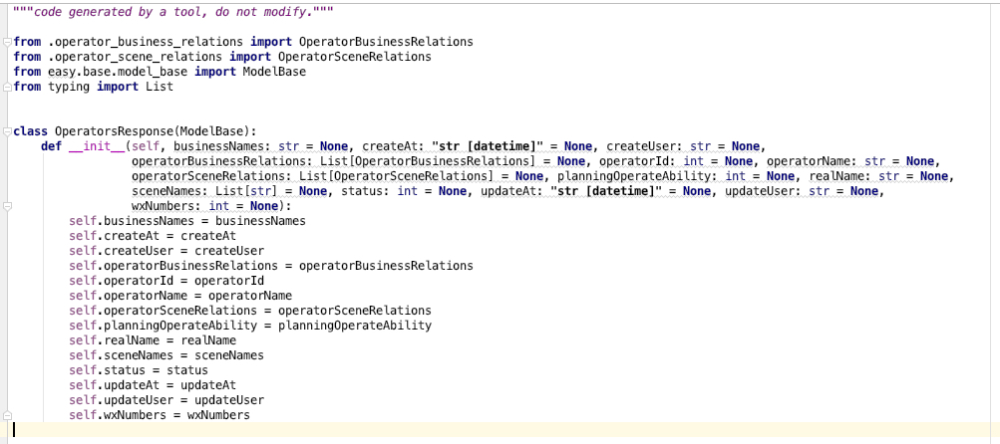 """code generated by a tool, do not modify."""
from .operator_business_relations import OperatorBusinessRelations
from .operator_scene_relations import OperatorSceneRelations
from easy.base.model_base import ModelBase
from typing import List
class OperatorsResponse(ModelBase):
    def __init__(self, businessNames: str = None, createAt: "str [datetime]" = None, createUser: str = None,
                 operatorBusinessRelations: List[OperatorBusinessRelations] = None, operatorId: int = None, operatorName: str = None,
                 operatorSceneRelations: List[OperatorSceneRelations] = None, planningOperateAbility: int = None, realName: str = None,
                 sceneNames: List[str] = None, status: int = None, updateAt: "str [datetime]" = None, updateUser: str = None,
                 wxNumbers: int = None):
        self.businessNames = businessNames
        self.createAt = createAt
        self.createUser = createUser
        self.operatorBusinessRelations = operatorBusinessRelations
        self.operatorId = operatorId
        self.operatorName = operatorName
        self.operatorSceneRelations = operatorSceneRelations
        self.planningOperateAbility = planningOperateAbility
        self.realName = realName
        self.sceneNames = sceneNames
        self.status = status
        self.updateAt = updateAt
        self.updateUser = updateUser
        self.wxNumbers = wxNumbers